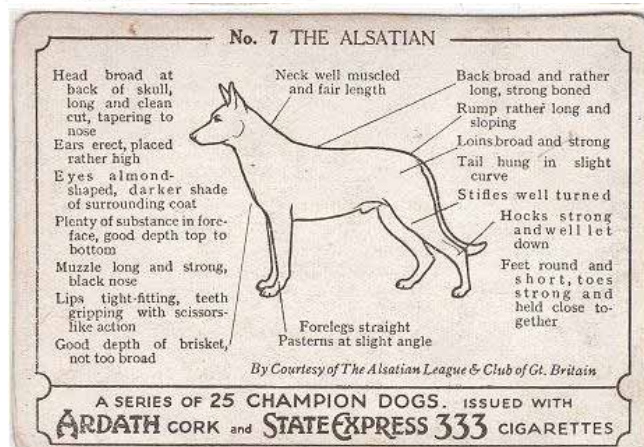 No. 7 THE ALSATIAN
Head broad at
back of skull,
long and clean
cut, tapering to
nose
Ears erect, placed
rather high
Eyes almond-
shaped, darker shade
of surrounding coat
Plenty of substance in fore-
face, good depth top to
bottom
Muzzle long and strong,
black nose
Lips tight-fitting, teeth
gripping with scissors-
like action
Good depth of brisket,
not too broad
Neck well muscled
and fair length
Back broad and rather
long, strong boned
Rump rather long and
sloping
Loins broad and strong
Tail hung in slight
curve
Stifles well turned
Hocks strong
and well let
down
Feet round and
short, toes
strong and
held close to-
gether
Forelegs straight
Pasterns at slight angle
By Courtesy of The Alsatian League & Club of Gt. Britain
A SERIES OF 25 CHAMPION DOGS. ISSUED WITH
ARDATH CORK and STATE EXPRESS 333 CIGARETTES